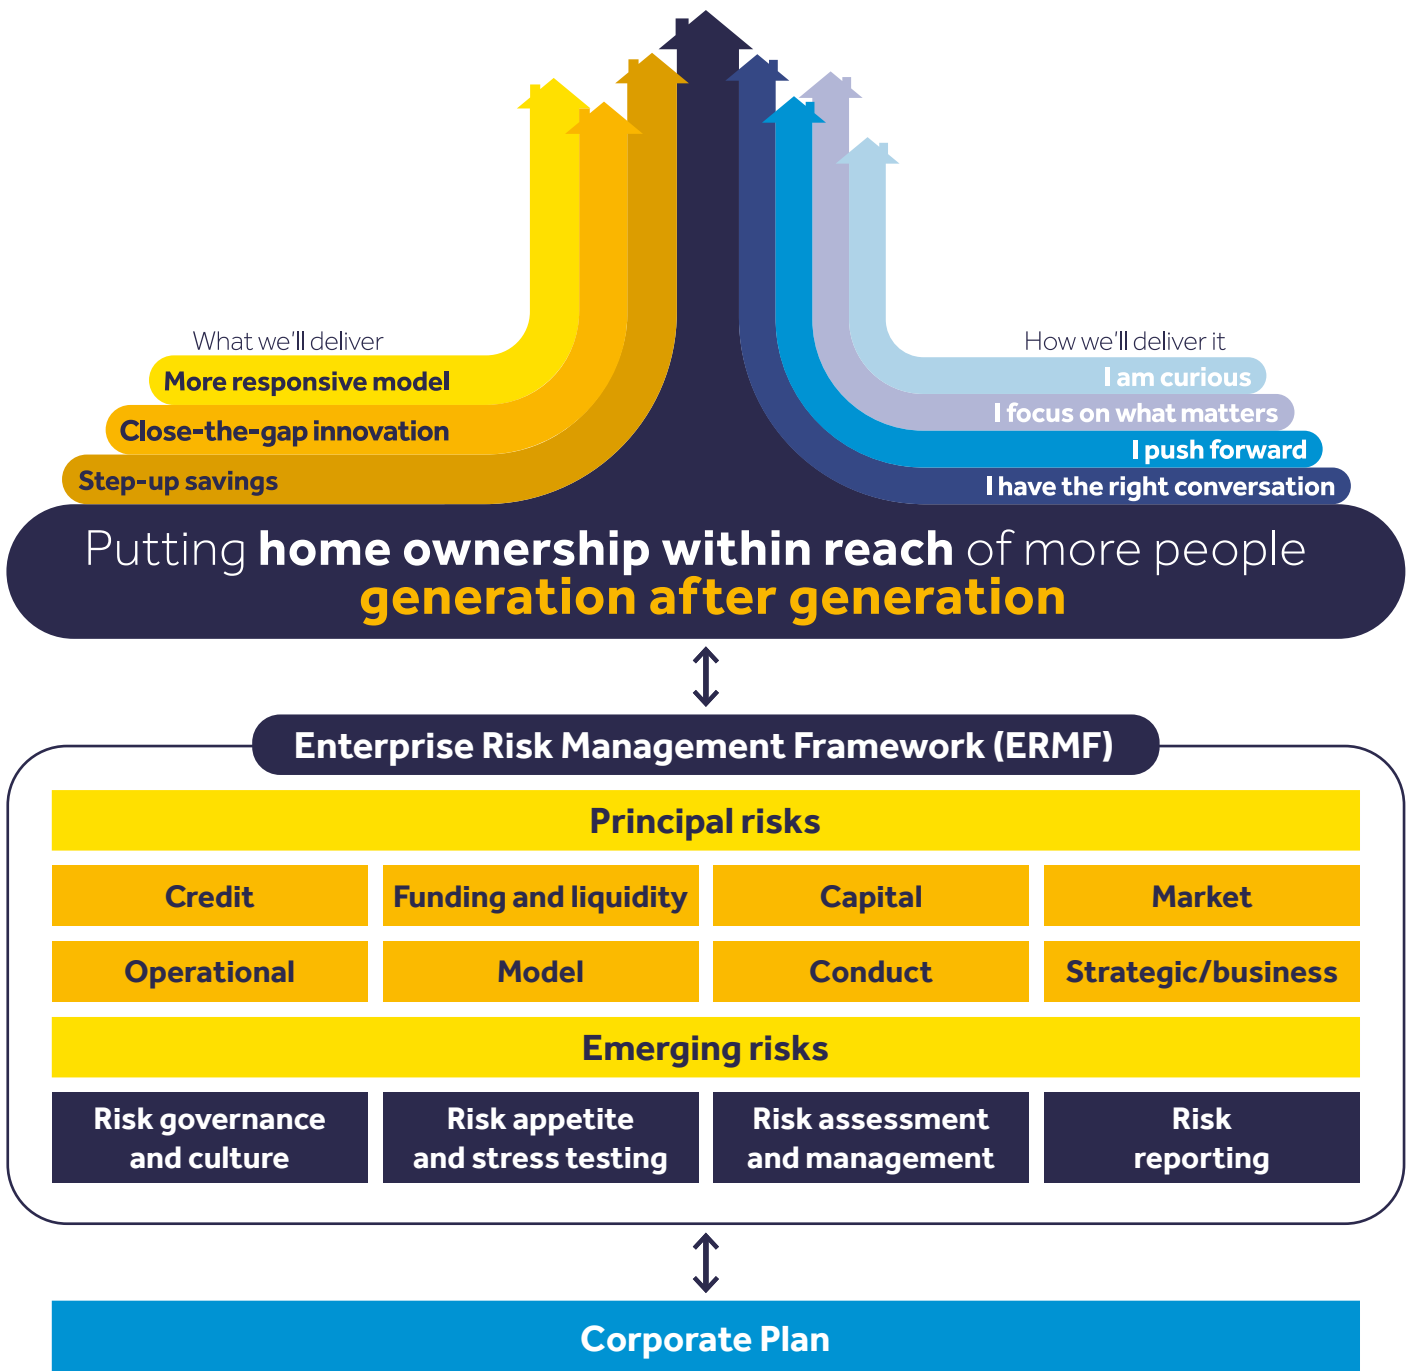 What we'll deliver
More responsive model
Close-the-gap innovation
Step-up savings
How we'll deliver it
I am curious
I focus on what matters
I push forward
I have the right conversation
Putting home ownership within reach of more people
generation after generation
Enterprise Risk Management Framework (ERMF)
Principal risks
Credit
Funding and liquidity
Capital
Market
Operational
Model
Conduct
Strategic/business
Emerging risks
Risk governance
and culture
Risk appetite
and stress testing
Risk assessment
and management
Risk
reporting
Corporate Plan